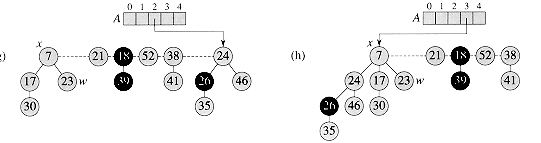 0 1 2 3 4
A
0 1 2 3 4
A
x
7 21 18 52 38 24
17 23 w 39 41 26 46
30 35
(h)
x
7 21 18 52 38
24 17 23 w 39 41
26 46 30
35